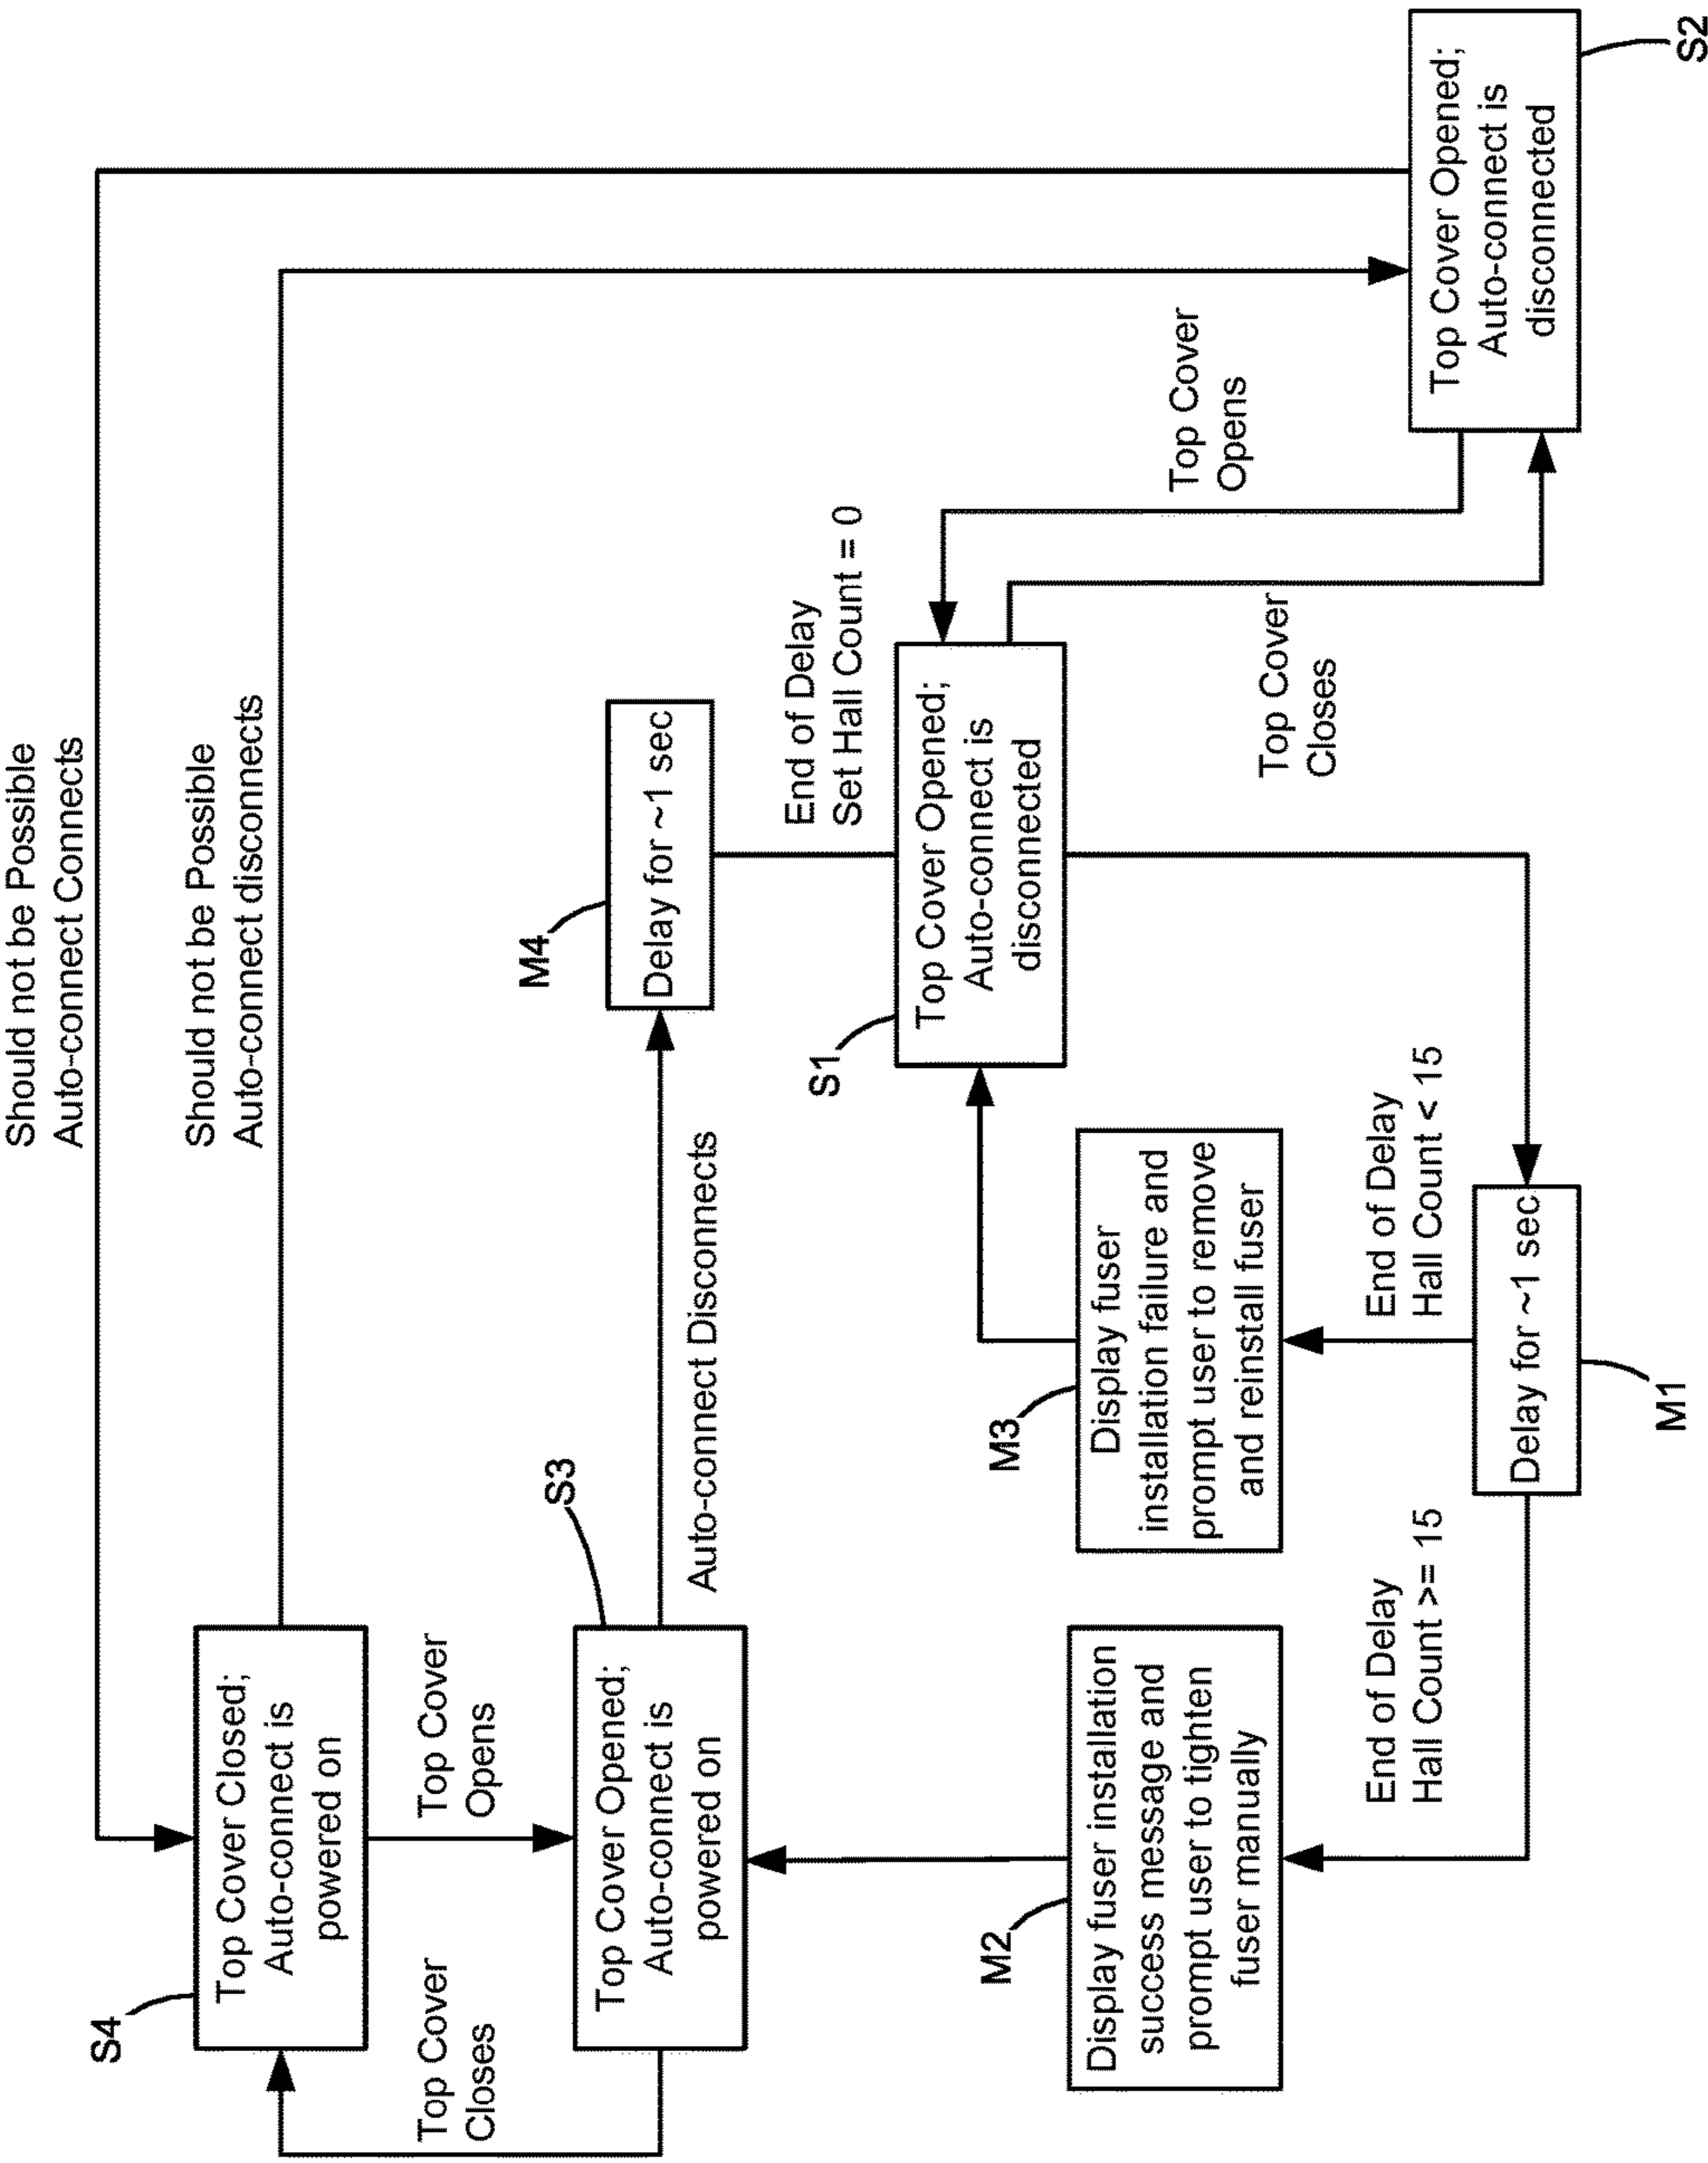 Should not be Possible
Auto-connect Connects
Should not be Possible
Auto-connect disconnects
S4
Top Cover Closed;
Auto-connect is
powered on
Top Cover
Closes
Top Cover
Opens
S3
Top Cover Opened;
Auto-connect is
powered on
Auto-connect Disconnects
M4
Delay for ~1 sec
End of Delay
Set Hall Count = 0
S1
Top Cover Opened;
Auto-connect is
disconnected
Top Cover
Opens
Top Cover
Closes
M2
Display fuser installation
success message and
prompt user to tighten
fuser manually
M3
Display fuser
installation failure and
prompt user to remove
and reinstall fuser
End of Delay
Hall Count >= 15
End of Delay
Hall Count < 15
Delay for ~1 sec
M1
Top Cover Opened;
Auto-connect is
disconnected
S2